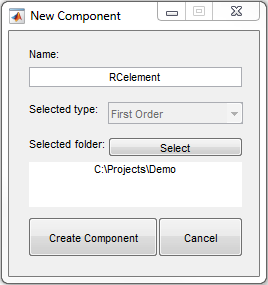 New Component
Name:
RCelement
Selected type: First Order
Selected folder: Select
C:\Projects\Demo
Create Component Cancel